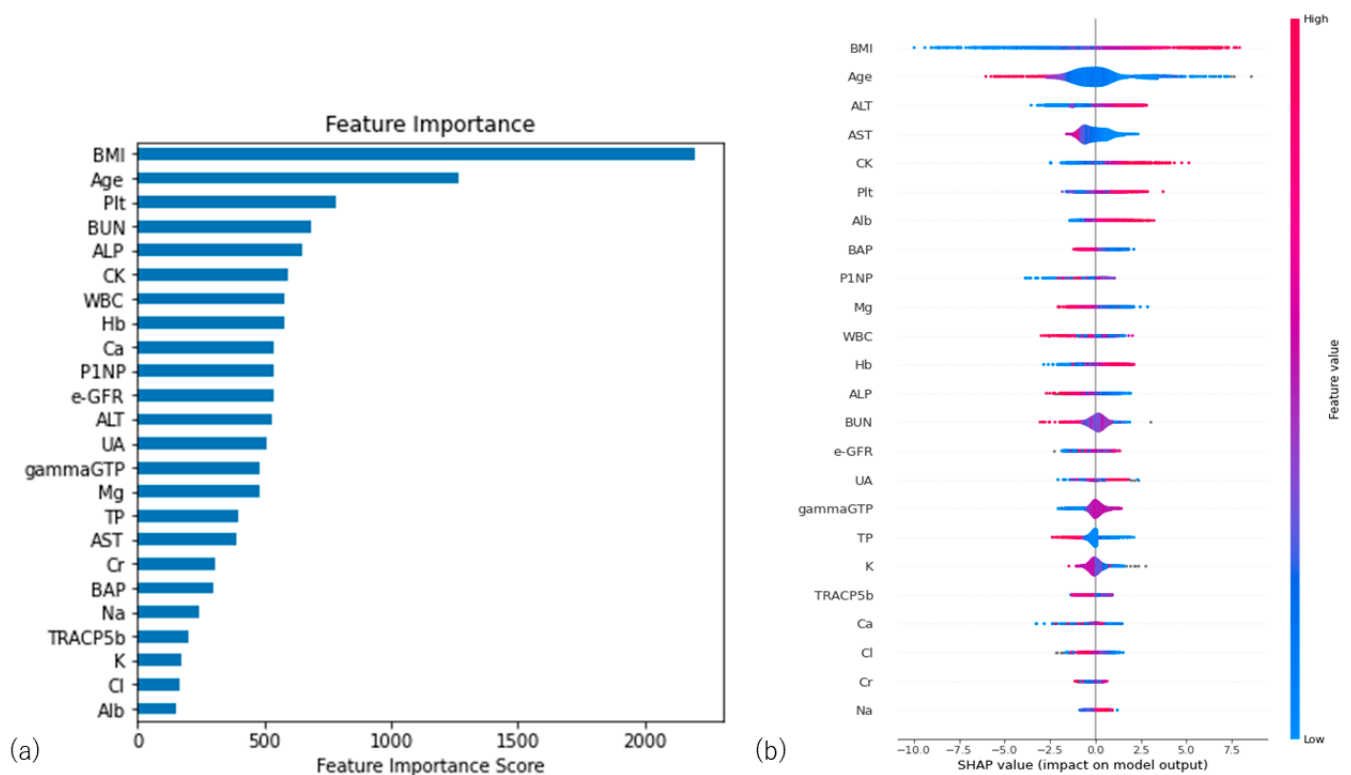 Feature Importance
BMI
Age
Plt
BUN
ALP
CK
WBC
Hb
Ca
P1NP
e-GFR
ALT
UA
gammaGTP
Mg
TP
AST
Cr
BAP
Na
TRACP5b
K
Cl
Alb
0 500 1000 1500 2000
Feature Importance Score
(a)
High
BMI
Age
ALT
AST
CK
Plt
Alb
BAP
P1NP
Mg
WBC
Hb
ALP
BUN
e-GFR
UA
gammaGTP
TP
K
TRACP5b
Ca
Cl
Cr
Na
Feature value
Low
−10.0 −7.5 −5.0 −2.5 0.0 2.5 5.0 7.5
SHAP value (impact on model output)
(b)